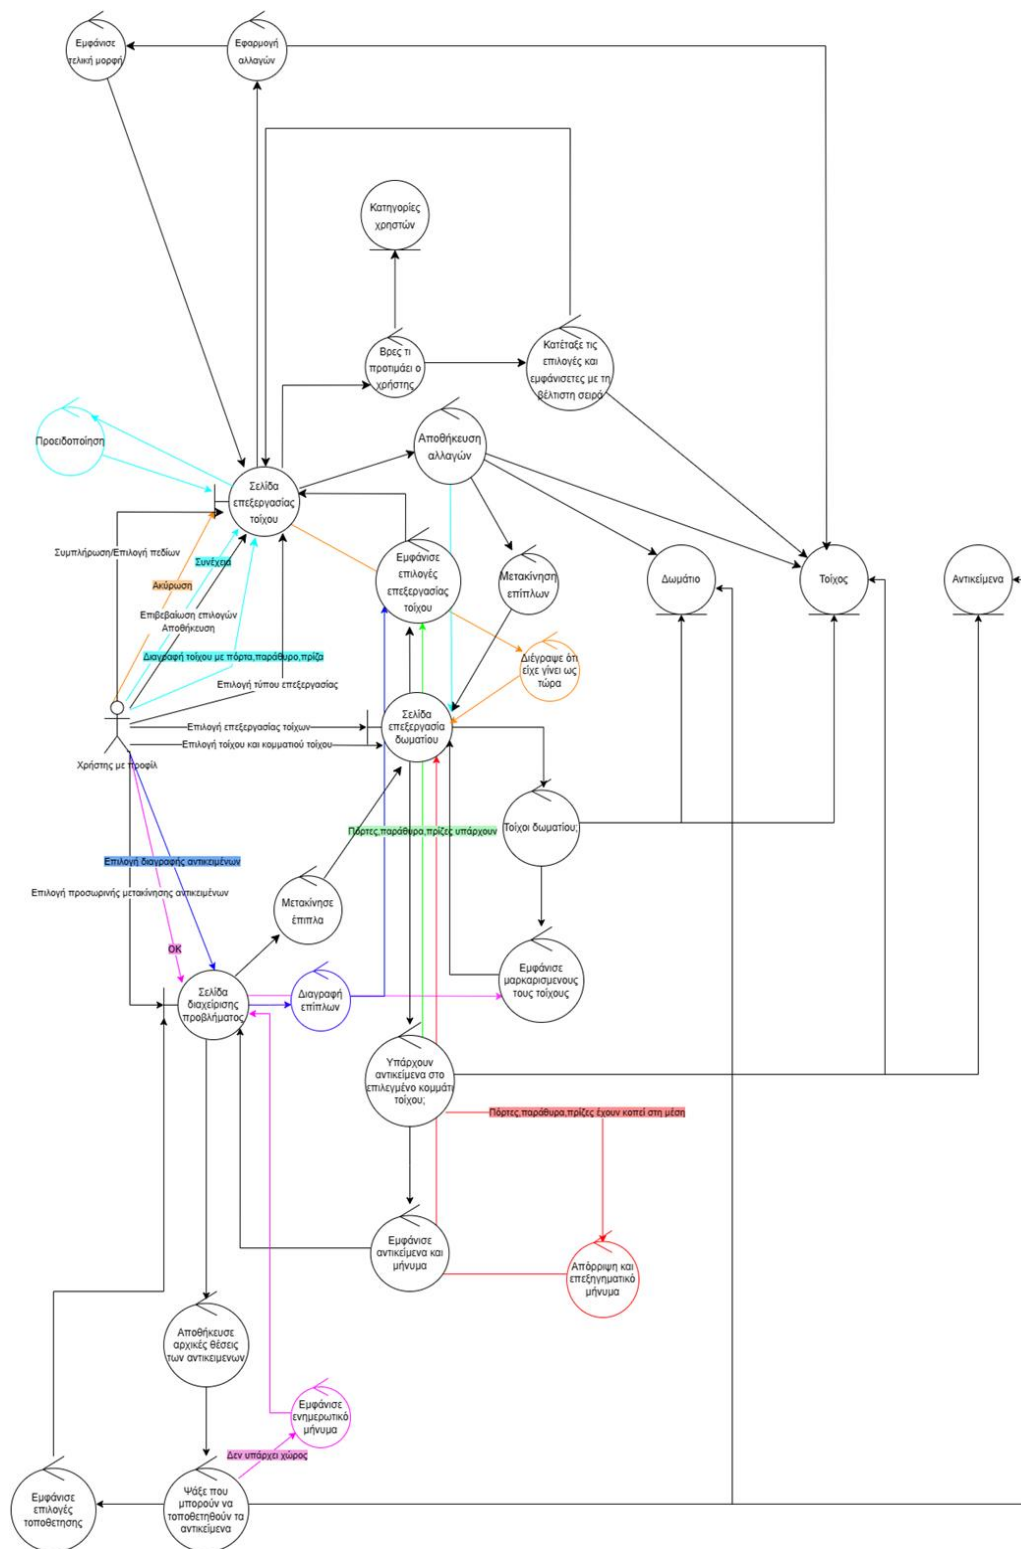 Εμφάνισε
τελική μορφή
Εφαρμογή
αλλαγών
Κατηγορίες
χρηστών
Βρες τι
προτιμάει ο
χρήστης
Κατέταξε τις
επιλογές και
εμφάνισετες με τη
βέλτιστη σειρά
Προειδοποίηση
Αποθήκευση
αλλαγών
Σελίδα
επεξεργασίας
τοίχου
Συμπλήρωση/Επιλογή πεδίων
Συνέχεια
Ακύρωση
Εμφάνισε
επιλογές
επεξεργασίας
τοίχου
Μετακίνηση
επίπλων
Δωμάτιο
Τοίχος
Αντικείμενα
Επιβεβαίωση επιλογών
Αποθήκευση
Διαγραφή τοίχου με πόρτα,παράθυρο,πρίζα
Επιλογή τύπου επεξεργασίας
Διέγραψε ότι
είχε γίνει ως
τώρα
Επιλογή επεξεργασίας τοίχων
Επιλογή τοίχου και κομματιού τοίχου
Σελίδα
επεξεργασία
δωματίου
Χρήστης με προφίλ
Πόρτες,παράθυρα,πρίζες υπάρχουν
Τοίχοι δωματίου;
Επιλογή διαγραφής αντικειμένων
Επιλογή προσωρινής μετακίνησης αντικειμένων
Μετακίνησε
έπιπλα
ΟΚ
Σελίδα
διαχείρισης
προβλήματος
Διαγραφή
επίπλων
Εμφάνισε
μαρκαρισμενους
τους τοίχους
Υπάρχουν
αντικείμενα στο
επιλεγμένο κομμάτι
τοίχου;
Πόρτες,παράθυρα,πρίζες έχουν κοπεί στη μέση
Εμφάνισε
αντικείμενα και
μήνυμα
Απόρριψη και
επεξηγηματικό
μήνυμα
Αποθήκευσε
αρχικές θέσεις
των αντικειμενων
Εμφάνισε
ενημερωτικό
μήνυμα
Δεν υπάρχει χώρος
Εμφάνισε
επιλογές
τοποθετησης
Ψάξε που
μπορούν να
τοποθετηθούν τα
αντικείμενα